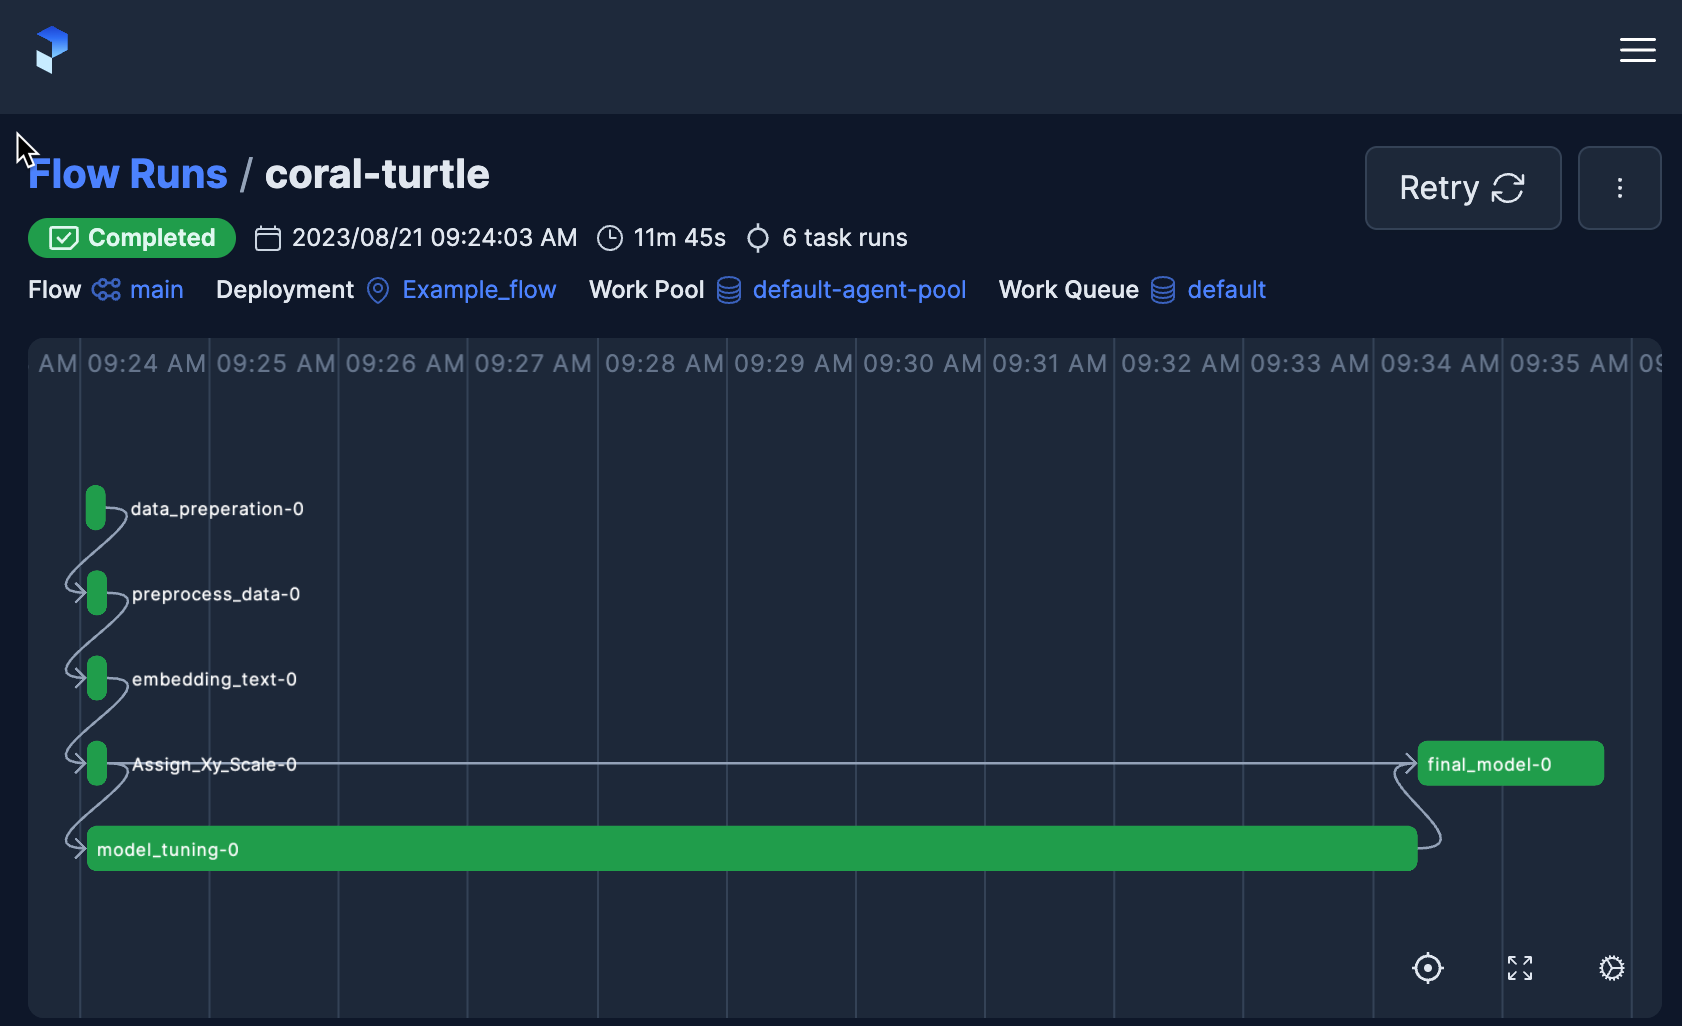 Flow Runs / coral-turtle
Retry
Completed 2023/08/21 09:24:03 AM 11m 45s 6 task runs
Flow main Deployment Example_flow Work Pool default-agent-pool Work Queue default
AM 09:24 AM 09:25 AM 09:26 AM 09:27 AM 09:28 AM 09:29 AM 09:30 AM 09:31 AM 09:32 AM 09:33 AM 09:34 AM 09:35 AM 09
data_preperation-0
preprocess_data-0
embedding_text-0
Assign_Xy_Scale-0 final_model-0
model_tuning-0